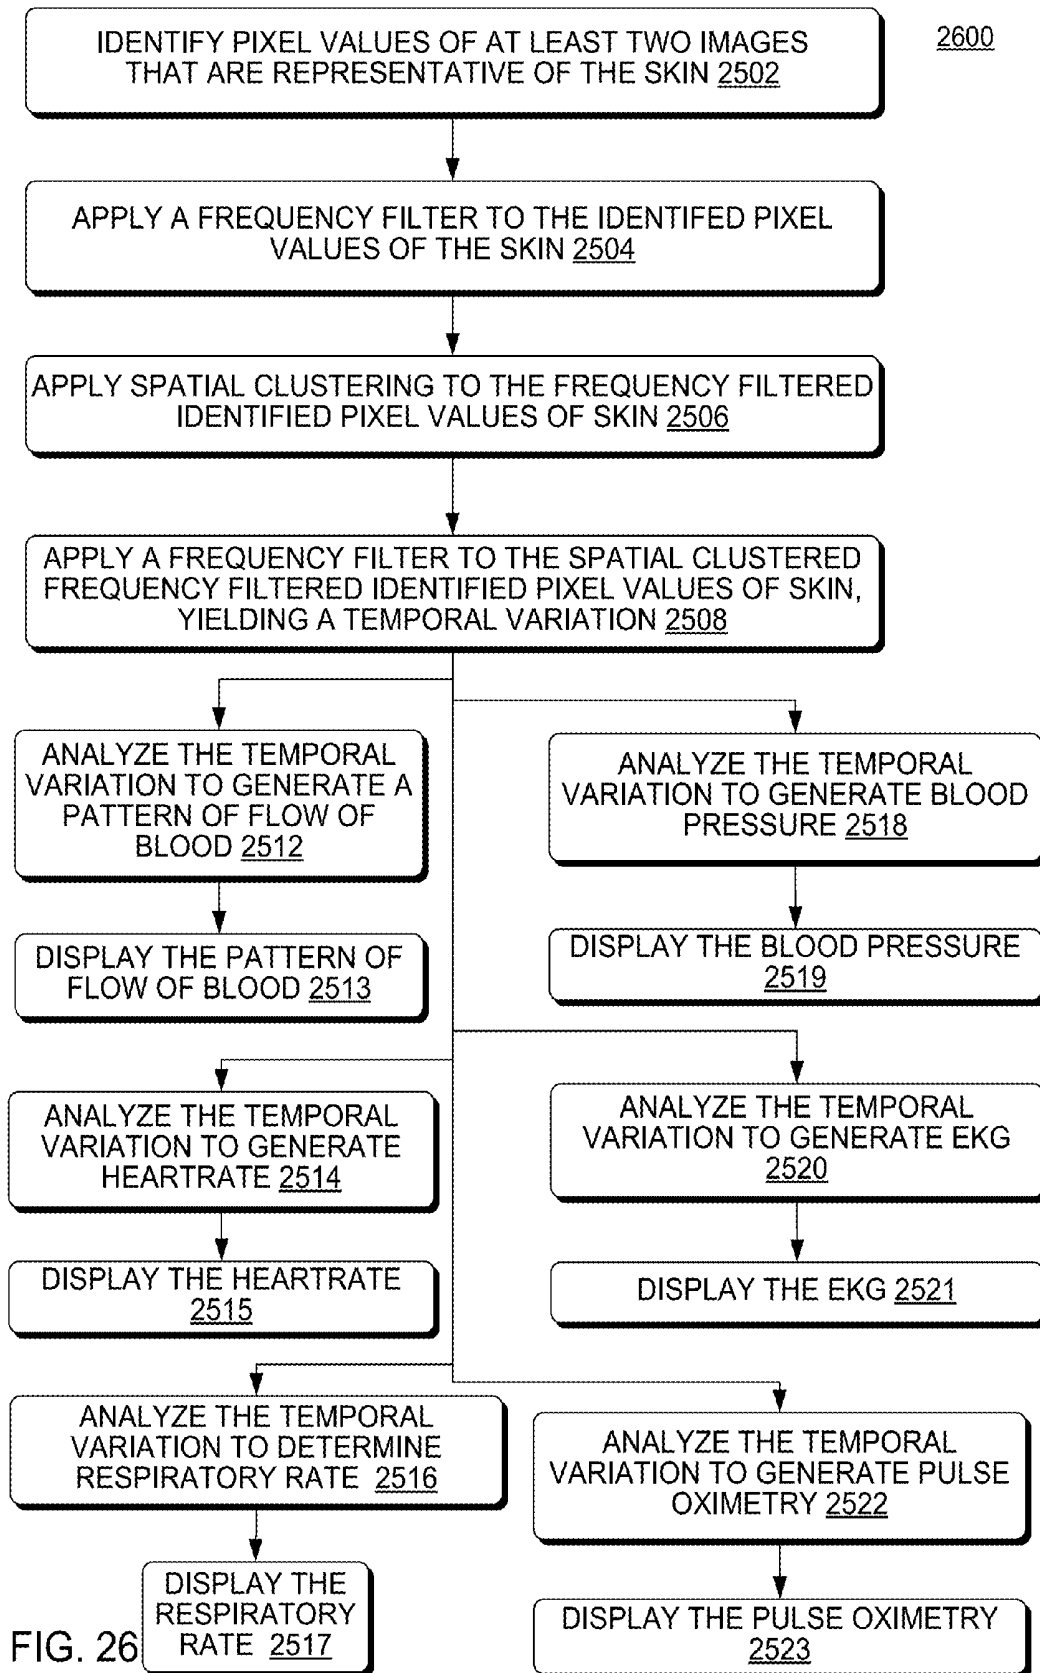 IDENTIFY PIXEL VALUES OF AT LEAST TWO IMAGES
THAT ARE REPRESENTATIVE OF THE SKIN 2502
2600
APPLY A FREQUENCY FILTER TO THE IDENTIFED PIXEL
VALUES OF THE SKIN 2504
APPLY SPATIAL CLUSTERING TO THE FREQUENCY FILTERED
IDENTIFIED PIXEL VALUES OF SKIN 2506
APPLY A FREQUENCY FILTER TO THE SPATIAL CLUSTERED
FREQUENCY FILTERED IDENTIFIED PIXEL VALUES OF SKIN,
YIELDING A TEMPORAL VARIATION 2508
ANALYZE THE TEMPORAL
VARIATION TO GENERATE A
PATTERN OF FLOW OF
BLOOD 2512
DISPLAY THE PATTERN OF
FLOW OF BLOOD 2513
ANALYZE THE TEMPORAL
VARIATION TO GENERATE BLOOD
PRESSURE 2518
DISPLAY THE BLOOD PRESSURE
2519
ANALYZE THE TEMPORAL
VARIATION TO GENERATE
HEARTRATE 2514
DISPLAY THE HEARTRATE
2515
ANALYZE THE TEMPORAL
VARIATION TO GENERATE EKG
2520
DISPLAY THE EKG 2521
ANALYZE THE TEMPORAL
VARIATION TO DETERMINE
RESPIRATORY RATE 2516
DISPLAY THE
RESPIRATORY
RATE 2517
ANALYZE THE TEMPORAL
VARIATION TO GENERATE PULSE
OXIMETRY 2522
DISPLAY THE PULSE OXIMETRY
2523
FIG. 26